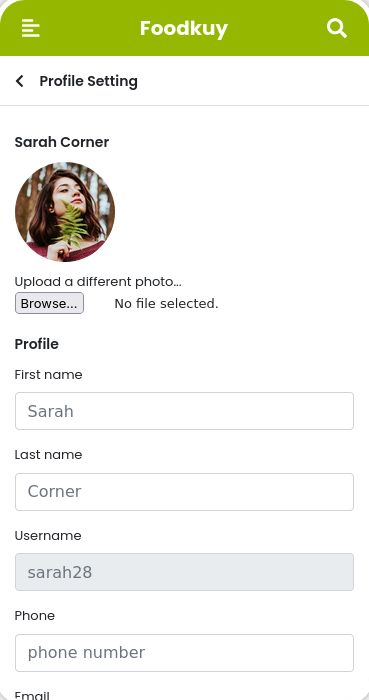 Foodkuy
Profile Setting
Sarah Corner
Upload a different photo...
Browse... No file selected.
Profile
First name
Sarah
Last name
Corner
Username
sarah28
Phone
phone number
Email